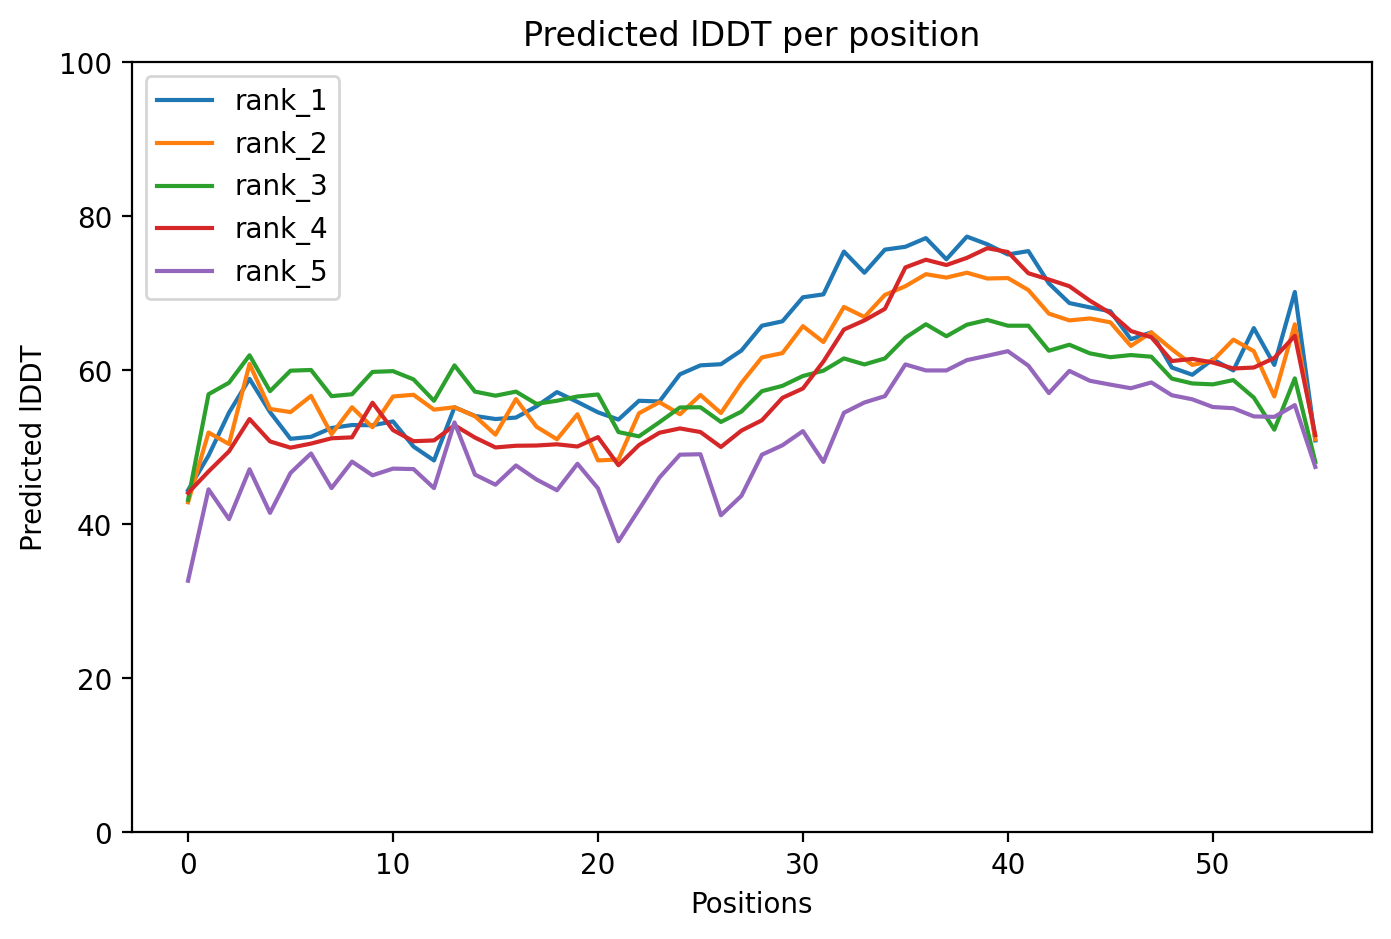 Predicted lDDT per position
100
80
60
40
20
0
Predicted lDDT
rank_1
rank_2
rank_3
rank_4
rank_5
0 10 20 30 40 50
Positions